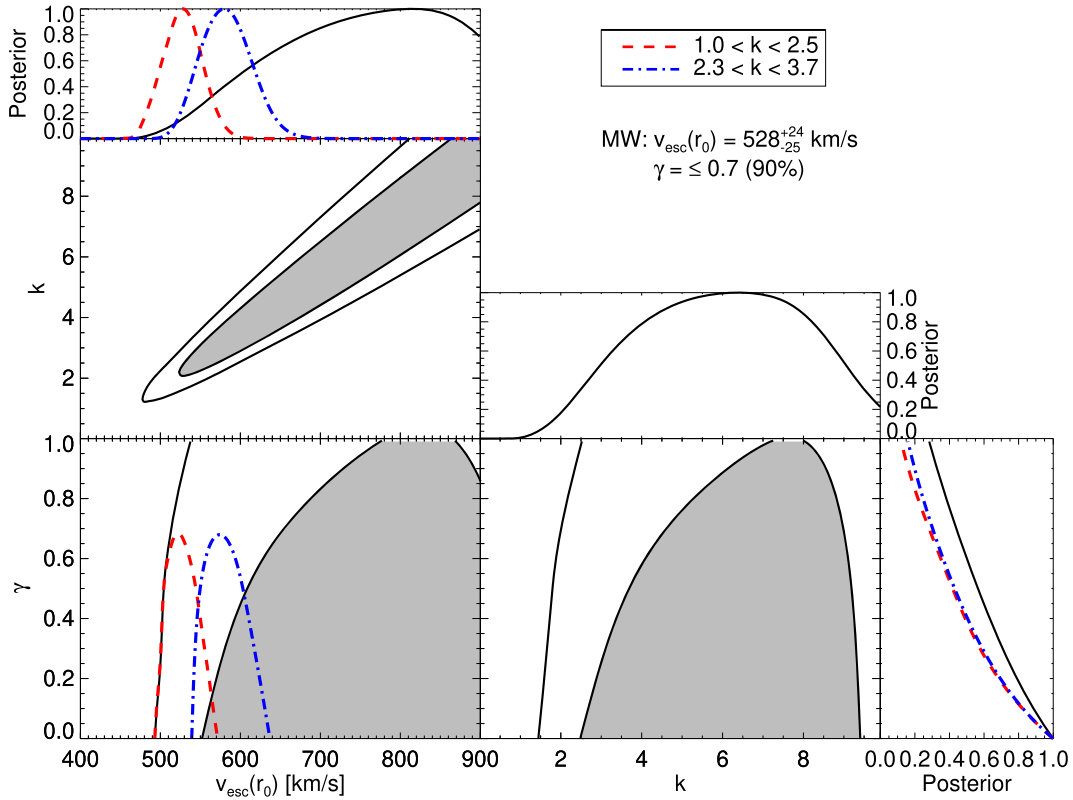 1.0
0.8
0.6
0.4
0.2
0.0
Posterior
1.0 < k < 2.5
2.3 < k < 3.7
MW: vesc(r0) = 528+24-25 km/s
γ = ≤ 0.7 (90%)
8
6
4
2
k
1.0
0.8
0.6
0.4
0.2
0.0
Posterior
1.0
0.8
0.6
0.4
0.2
0.0
γ
400 500 600 700 800 900
vesc(r0) [km/s]
2 4 6 8
k
0.0 0.2 0.4 0.6 0.8 1.0
Posterior